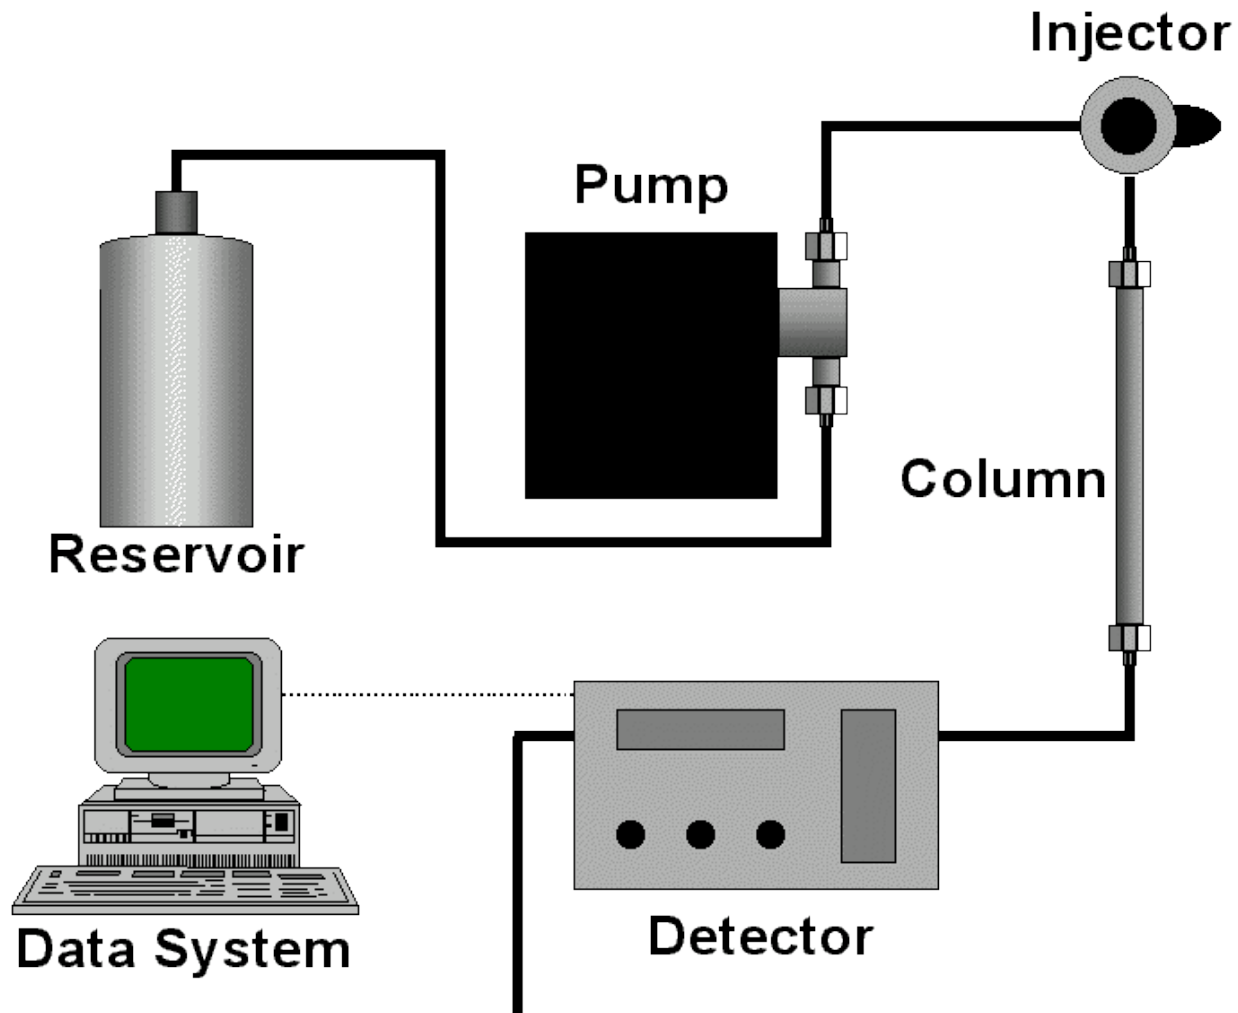 Injector
Pump
Column
Reservoir
Detector
Data System